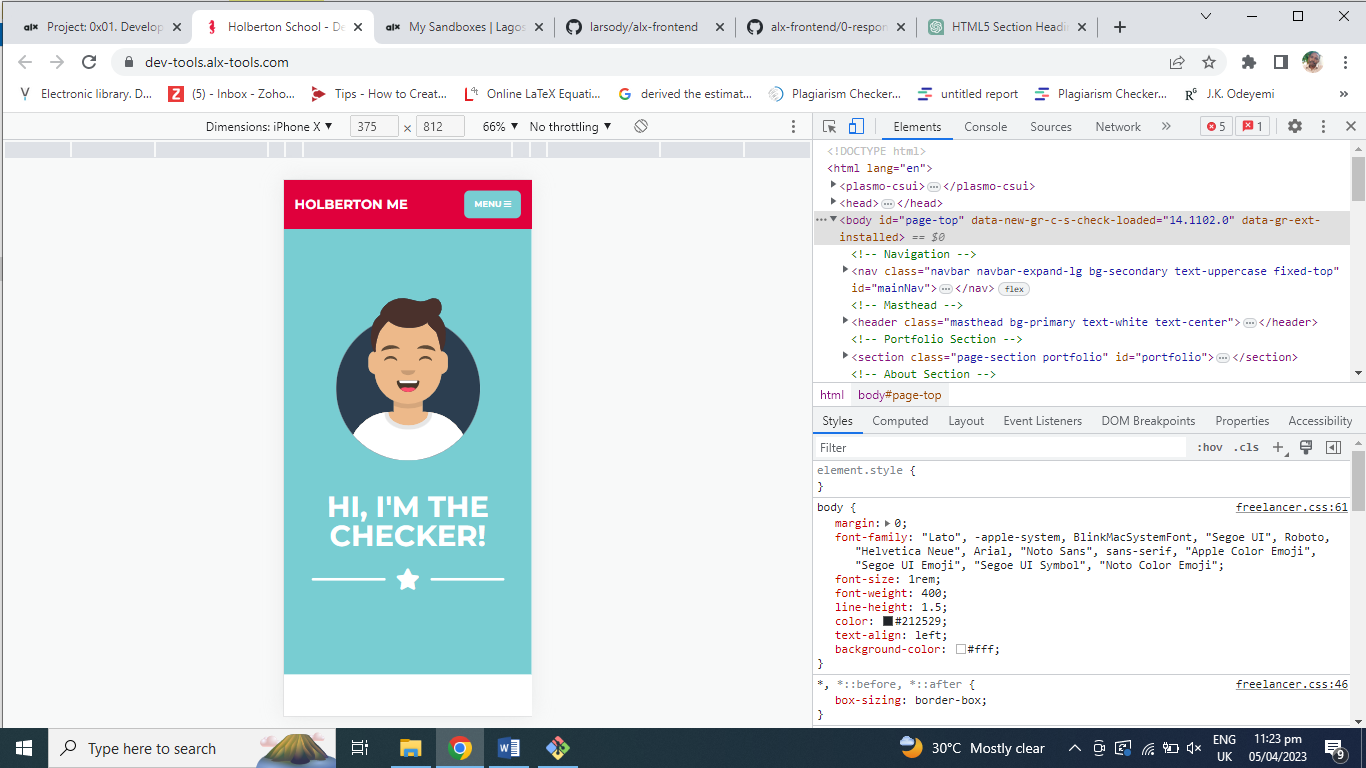 Project: 0x01. Develop
Holberton School - De
My Sandboxes | Lagos
larsody/alx-frontend
alx-frontend/0-respon
HTML5 Section Headin
dev-tools.alx-tools.com
Electronic library. D...
(5) - Inbox - Zoho...
Tips - How to Creat...
Online LaTeX Equati...
derived the estimat...
Plagiarism Checker...
untitled report
Plagiarism Checker...
J.K. Odeyemi
»
Dimensions: iPhone X ▼ 375 × 812 66% ▼ No throttling ▼
Elements Console Sources Network » 5 1
HOLBERTON ME
MENU
HI, I'M THE
CHECKER!
<!DOCTYPE html>
<html lang="en">
<plasmo-csui>…</plasmo-csui>
<head>…</head>
<body id="page-top" data-new-gr-c-s-check-loaded="14.1102.0" data-gr-ext-
installed> == $0
<!-- Navigation -->
<nav class="navbar navbar-expand-lg bg-secondary text-uppercase fixed-top"
id="mainNav">…</nav> flex
<!-- Masthead -->
<header class="masthead bg-primary text-white text-center">…</header>
<!-- Portfolio Section -->
<section class="page-section portfolio" id="portfolio">…</section>
<!-- About Section -->
html body#page-top
Styles Computed Layout Event Listeners DOM Breakpoints Properties Accessibility
Filter :hov .cls +
element.style {
}
body { freelancer.css:61
margin: 0;
font-family: "Lato", -apple-system, BlinkMacSystemFont, "Segoe UI", Roboto,
"Helvetica Neue", Arial, "Noto Sans", sans-serif, "Apple Color Emoji",
"Segoe UI Emoji", "Segoe UI Symbol", "Noto Color Emoji";
font-size: 1rem;
font-weight: 400;
line-height: 1.5;
color: #212529;
text-align: left;
background-color: #fff;
}
*, *::before, *::after { freelancer.css:46
box-sizing: border-box;
}
Type here to search
30°C Mostly clear
ENG
UK
11:23 pm
05/04/2023
9